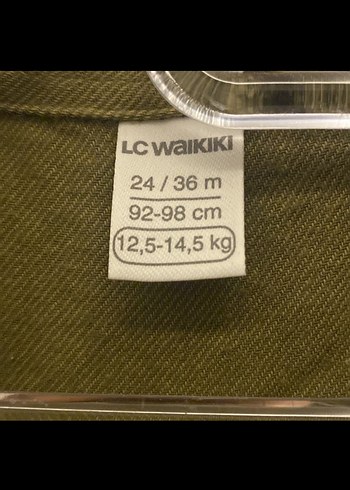 LC WAIKIKI
24 / 36 m
92-98 cm
12,5-14,5 kg